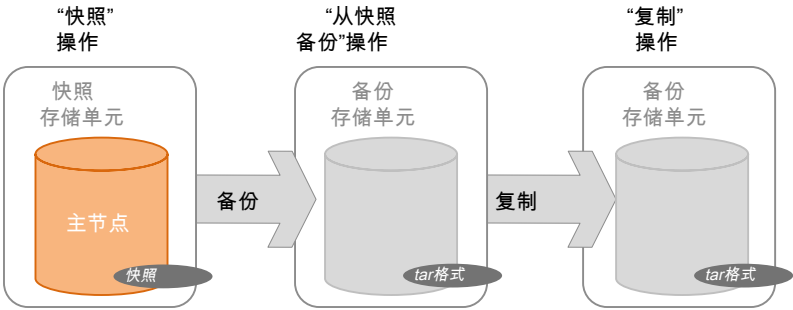 “快照”
操作
“从快照
备份”操作
“复制”
操作
快照
存储单元
备份
存储单元
备份
存储单元
主节点
备份
复制
快照
tar格式
tar格式